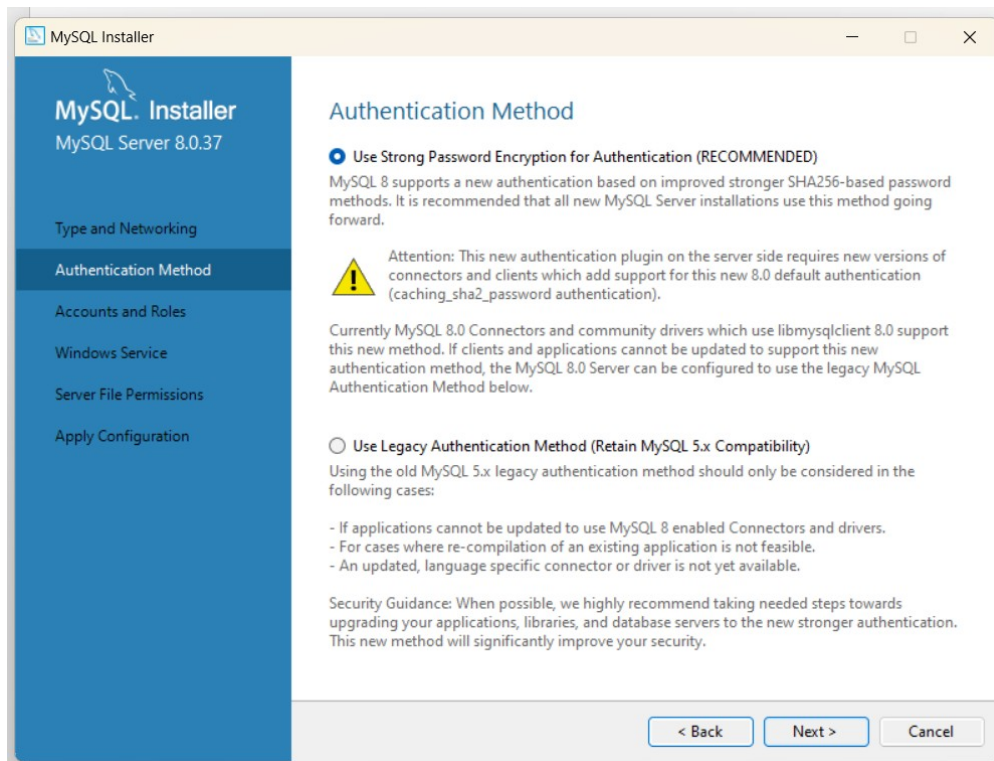 MySQL Installer
MySQL. Installer
MySQL Server 8.0.37
Type and Networking
Authentication Method
Accounts and Roles
Windows Service
Server File Permissions
Apply Configuration
Authentication Method
Use Strong Password Encryption for Authentication (RECOMMENDED)
MySQL 8 supports a new authentication based on improved stronger SHA256-based password
methods. It is recommended that all new MySQL Server installations use this method going
forward.
Attention: This new authentication plugin on the server side requires new versions of
connectors and clients which add support for this new 8.0 default authentication
(caching_sha2_password authentication).
Currently MySQL 8.0 Connectors and community drivers which use libmysqlclient 8.0 support
this new method. If clients and applications cannot be updated to support this new
authentication method, the MySQL 8.0 Server can be configured to use the legacy MySQL
Authentication Method below.
Use Legacy Authentication Method (Retain MySQL 5.x Compatibility)
Using the old MySQL 5.x legacy authentication method should only be considered in the
following cases:
- If applications cannot be updated to use MySQL 8 enabled Connectors and drivers.
- For cases where re-compilation of an existing application is not feasible.
- An updated, language specific connector or driver is not yet available.
Security Guidance: When possible, we highly recommend taking needed steps towards
upgrading your applications, libraries, and database servers to the new stronger authentication.
This new method will significantly improve your security.
< Back
Next >
Cancel